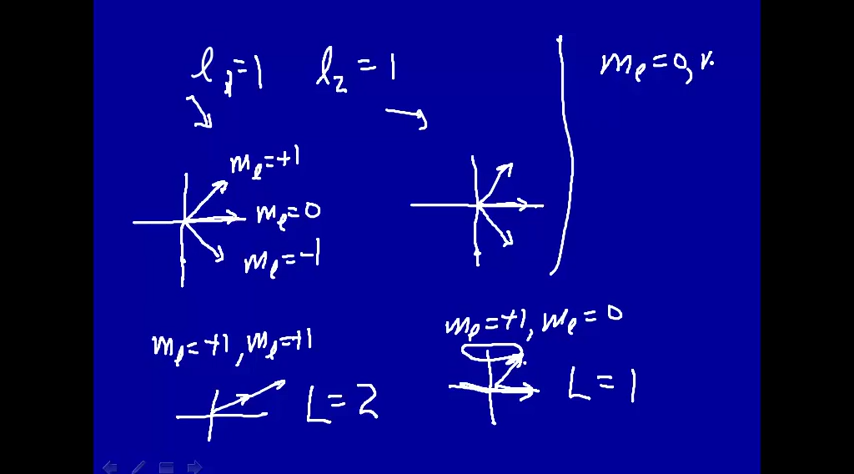 l₁=1 l₂=1
mₗ=0,
mₗ=+1
mₗ=0
mₗ=-1
mₗ=+1, mₗ=+1
L=2
mₗ=+1, mₗ=0
L=1